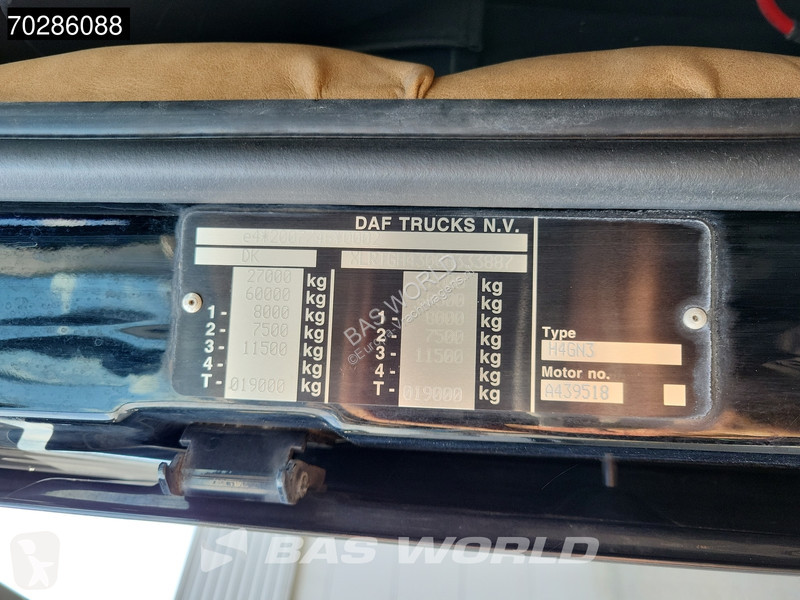 70286088
DAF TRUCKS N.V.
DK
27000 kg
60000 kg
1- 8000 kg
2- 7500 kg
3- 11500 kg
4- kg
T- 019000 kg
kg
kg
1- kg
2- 7500 kg
3- 11500 kg
4- kg
T- 019000 kg
Type
H4GN3
Motor no.
A439518
BAS WORLD
BAS WORLD